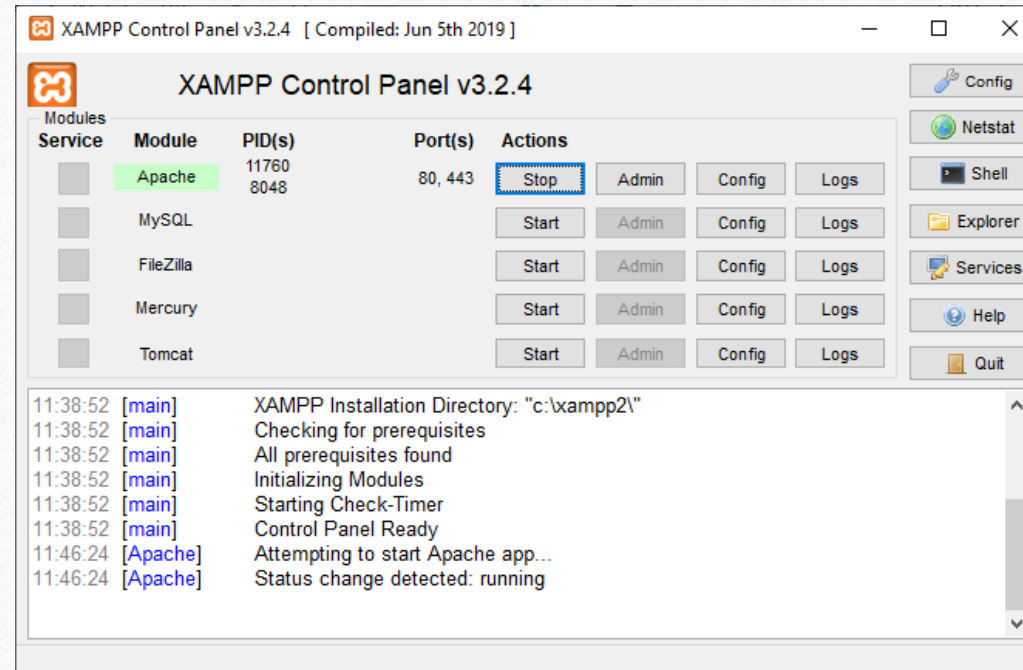 XAMPP Control Panel v3.2.4 [ Compiled: Jun 5th 2019 ]
XAMPP Control Panel v3.2.4
Config
Modules
Netstat
Service Module PID(s) Port(s) Actions
Apache 11760 8048 80, 443 Stop Admin Config Logs
Shell
MySQL Start Admin Config Logs
Explorer
FileZilla Start Admin Config Logs
Services
Mercury Start Admin Config Logs
Help
Tomcat Start Admin Config Logs
Quit
11:38:52 [main] XAMPP Installation Directory: "c:\xampp2\"
11:38:52 [main] Checking for prerequisites
11:38:52 [main] All prerequisites found
11:38:52 [main] Initializing Modules
11:38:52 [main] Starting Check-Timer
11:38:52 [main] Control Panel Ready
11:46:24 [Apache] Attempting to start Apache app...
11:46:24 [Apache] Status change detected: running